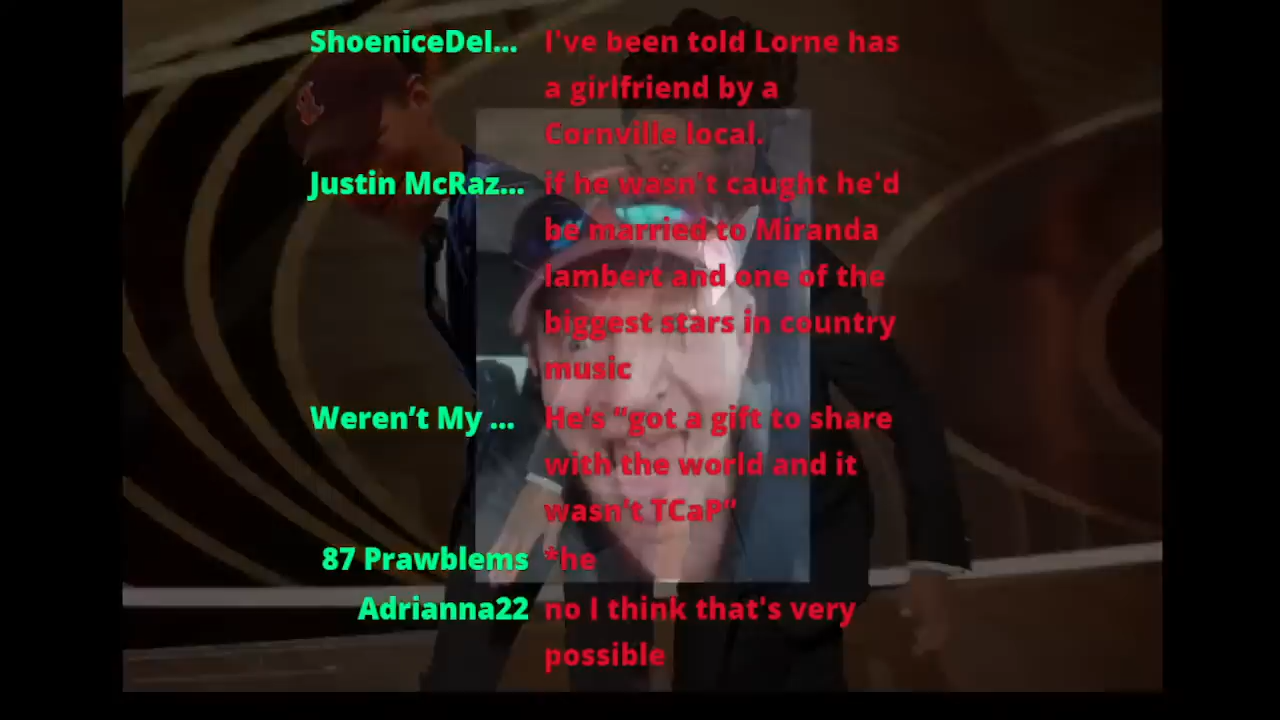 ShoeniceDel... I've been told Lorne has
a girlfriend by a
Cornville local.
Justin McRaz... if he wasn't caught he'd
be married to Miranda
lambert and one of the
biggest stars in country
music
Weren’t My ... He’s “got a gift to share
with the world and it
wasn’t TCaP”
87 Prawblems *he
Adrianna22 no I think that's very
possible